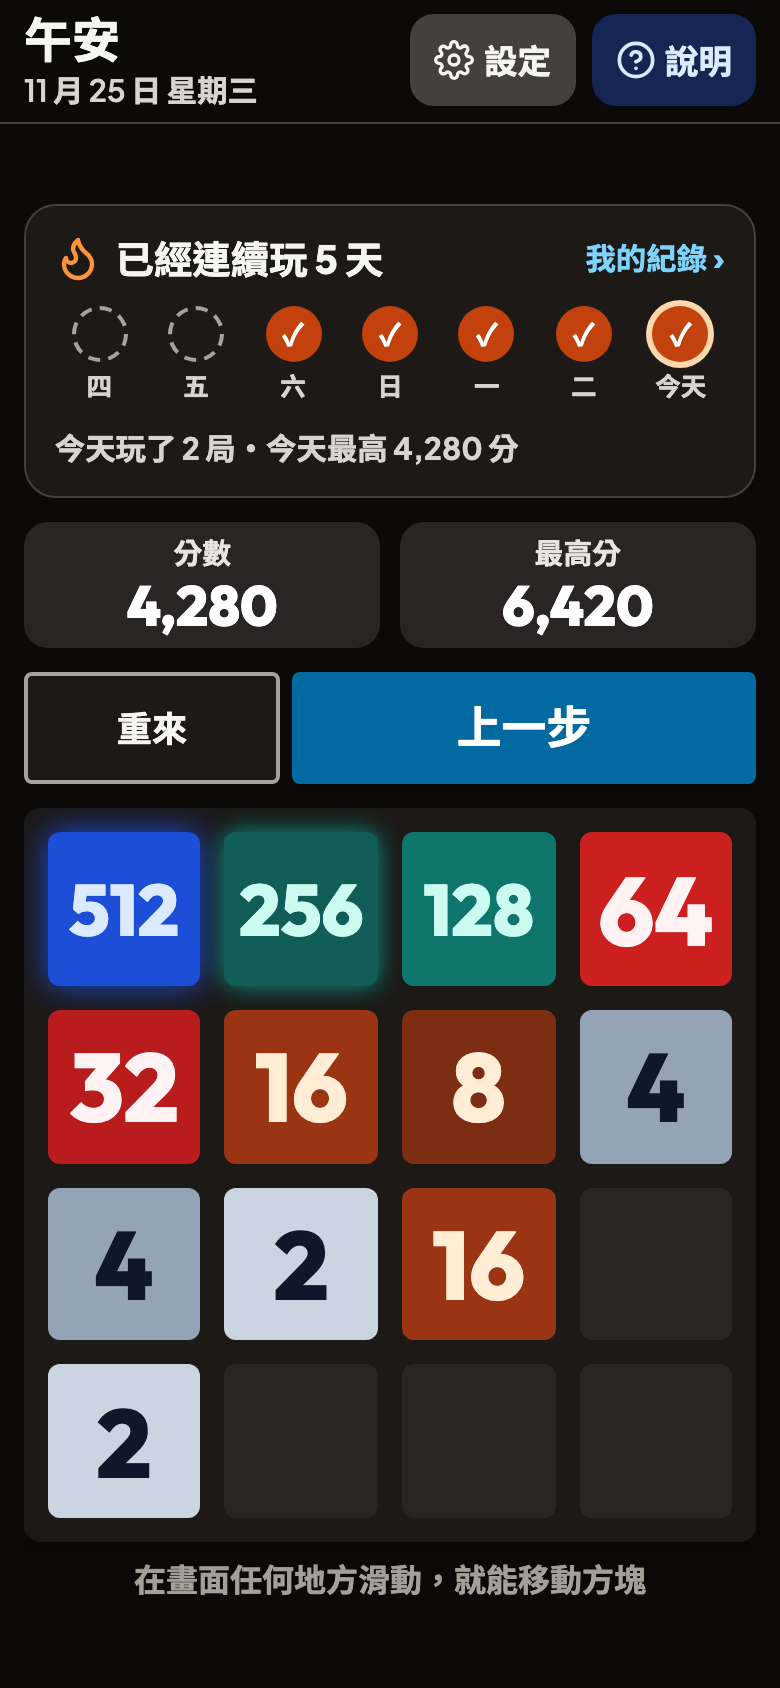 午安
11 月 25 日 星期三
設定
說明
已經連續玩 5 天
我的紀錄 ›
四 五 六 日 一 二 今天
今天玩了 2 局・今天最高 4,280 分
分數
4,280
最高分
6,420
重來
上一步
512 256 128 64
32 16 8 4
4 2 16
2
在畫面任何地方滑動，就能移動方塊